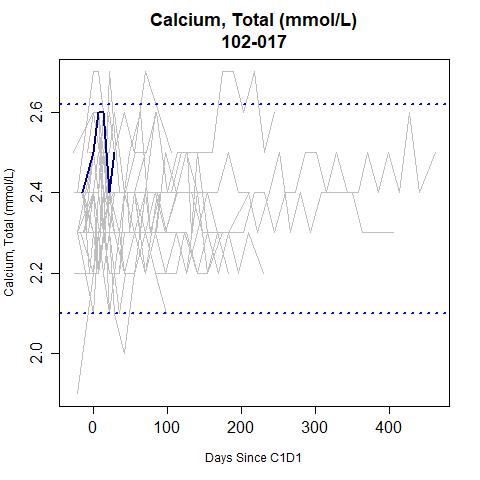 Calcium, Total (mmol/L)
102-017
Calcium, Total (mmol/L)
2.6
2.4
2.2
2.0
0 100 200 300 400
Days Since C1D1